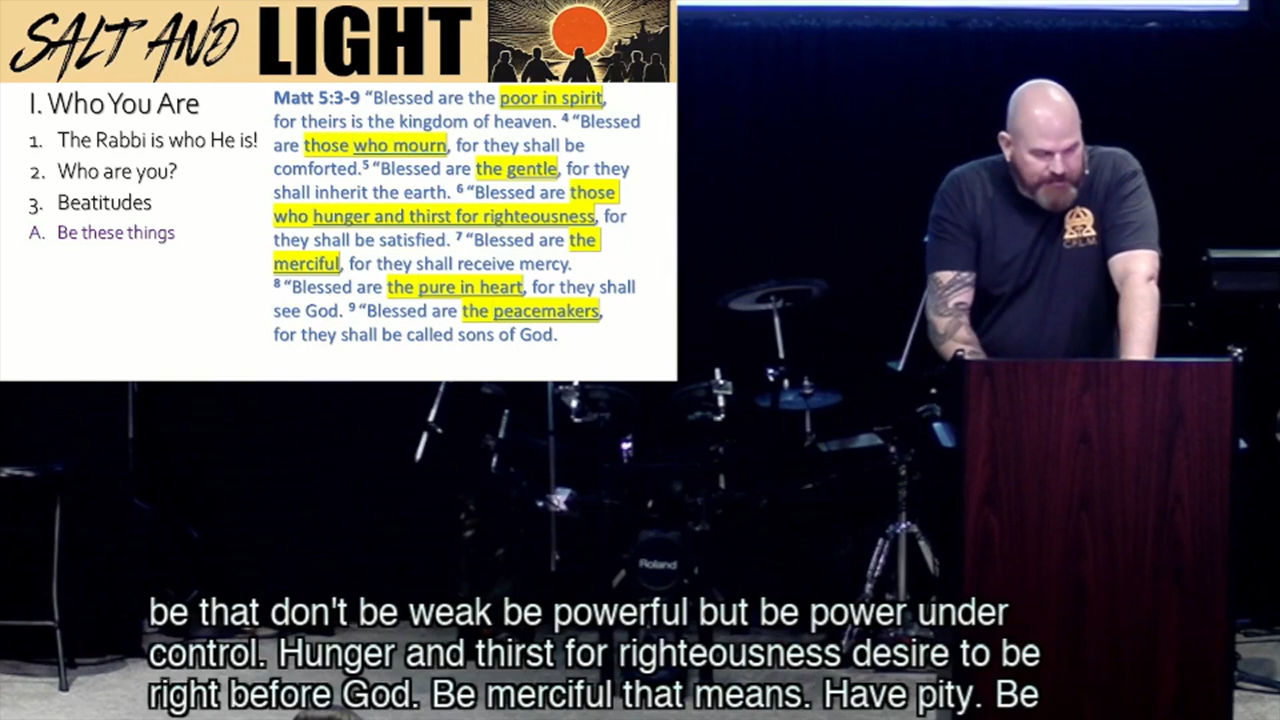 SALT AND LIGHT
I. Who You Are
1. The Rabbi is who He is!
2. Who are you?
3. Beatitudes
A. Be these things
Matt 5:3-9 “Blessed are the poor in spirit,
for theirs is the kingdom of heaven. 4 “Blessed
are those who mourn, for they shall be
comforted.5 “Blessed are the gentle, for they
shall inherit the earth. 6 “Blessed are those
who hunger and thirst for righteousness, for
they shall be satisfied. 7 “Blessed are the
merciful, for they shall receive mercy.
8 “Blessed are the pure in heart, for they shall
see God. 9 “Blessed are the peacemakers,
for they shall be called sons of God.
C.F.L.M.
Roland
be that don't be weak be powerful but be power under
control. Hunger and thirst for righteousness desire to be
right before God. Be merciful that means. Have pity. Be